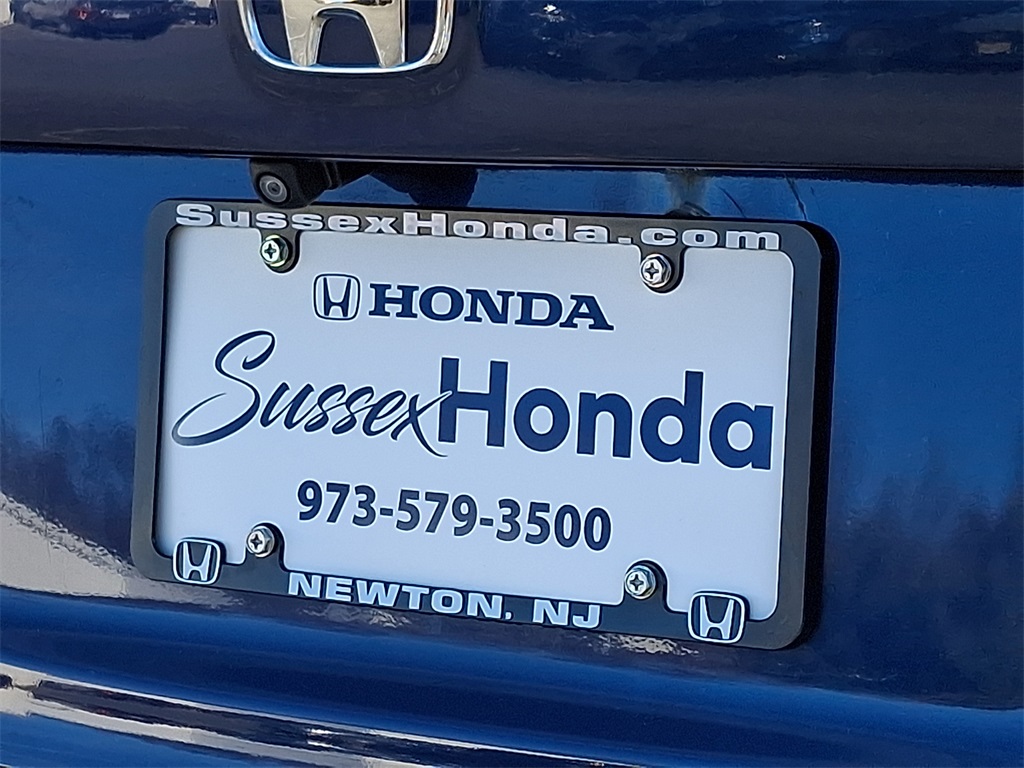 SussexHonda.com
HONDA
SussexHonda
973-579-3500
NEWTON, NJ